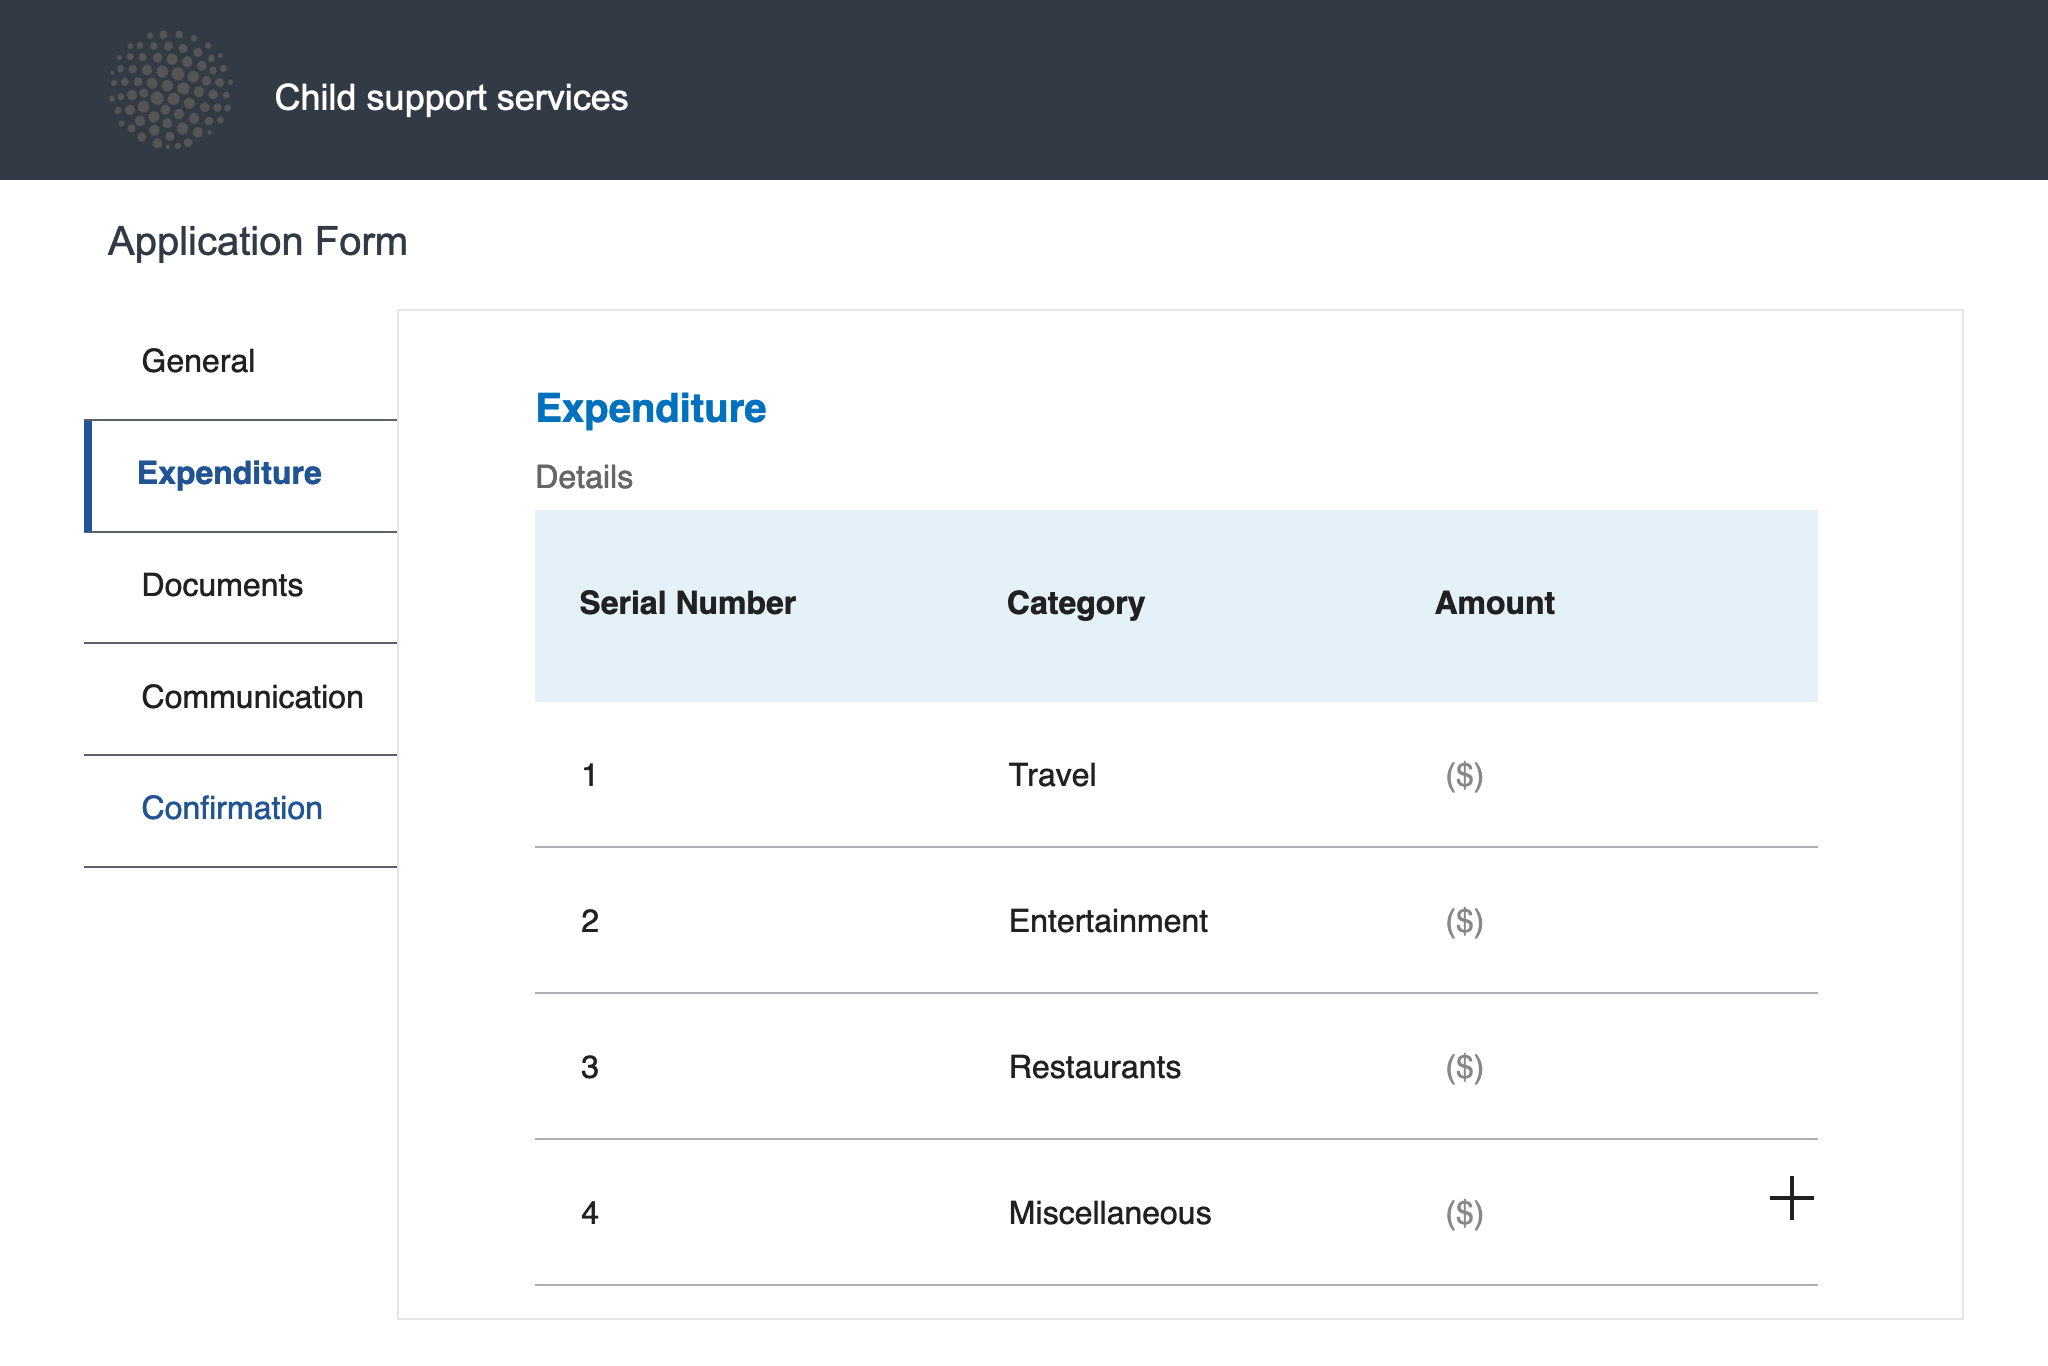 Child support services
Application Form
General
Expenditure
Documents
Communication
Confirmation
Expenditure
Details
Serial Number Category Amount
1 Travel ($)
2 Entertainment ($)
3 Restaurants ($)
4 Miscellaneous ($)